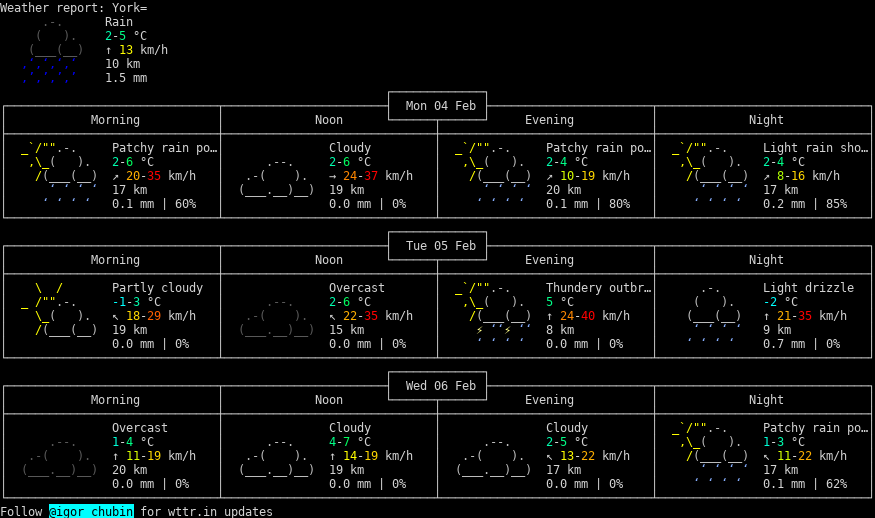 Weather report: York=
Rain
2-5 °C
↑ 13 km/h
10 km
1.5 mm
Mon 04 Feb
Morning Noon Evening Night
Patchy rain po… Cloudy Patchy rain po… Light rain sho…
2-6 °C 2-6 °C 2-4 °C 2-4 °C
↗ 20-35 km/h → 24-37 km/h ↗ 10-19 km/h ↗ 8-16 km/h
17 km 19 km 20 km 17 km
0.1 mm | 60% 0.0 mm | 0% 0.1 mm | 80% 0.2 mm | 85%
Tue 05 Feb
Morning Noon Evening Night
Partly cloudy Overcast Thundery outbr… Light drizzle
-1-3 °C 2-6 °C 5 °C -2 °C
↖ 18-29 km/h ↖ 22-35 km/h ↑ 24-40 km/h ↑ 21-35 km/h
19 km 15 km 8 km 9 km
0.0 mm | 0% 0.0 mm | 0% 0.0 mm | 0% 0.7 mm | 0%
Wed 06 Feb
Morning Noon Evening Night
Overcast Cloudy Cloudy Patchy rain po…
1-4 °C 4-7 °C 2-5 °C 1-3 °C
↑ 11-19 km/h ↑ 14-19 km/h ↖ 13-22 km/h ↖ 11-22 km/h
20 km 19 km 17 km 17 km
0.0 mm | 0% 0.0 mm | 0% 0.0 mm | 0% 0.1 mm | 62%
Follow @igor_chubin for wttr.in updates